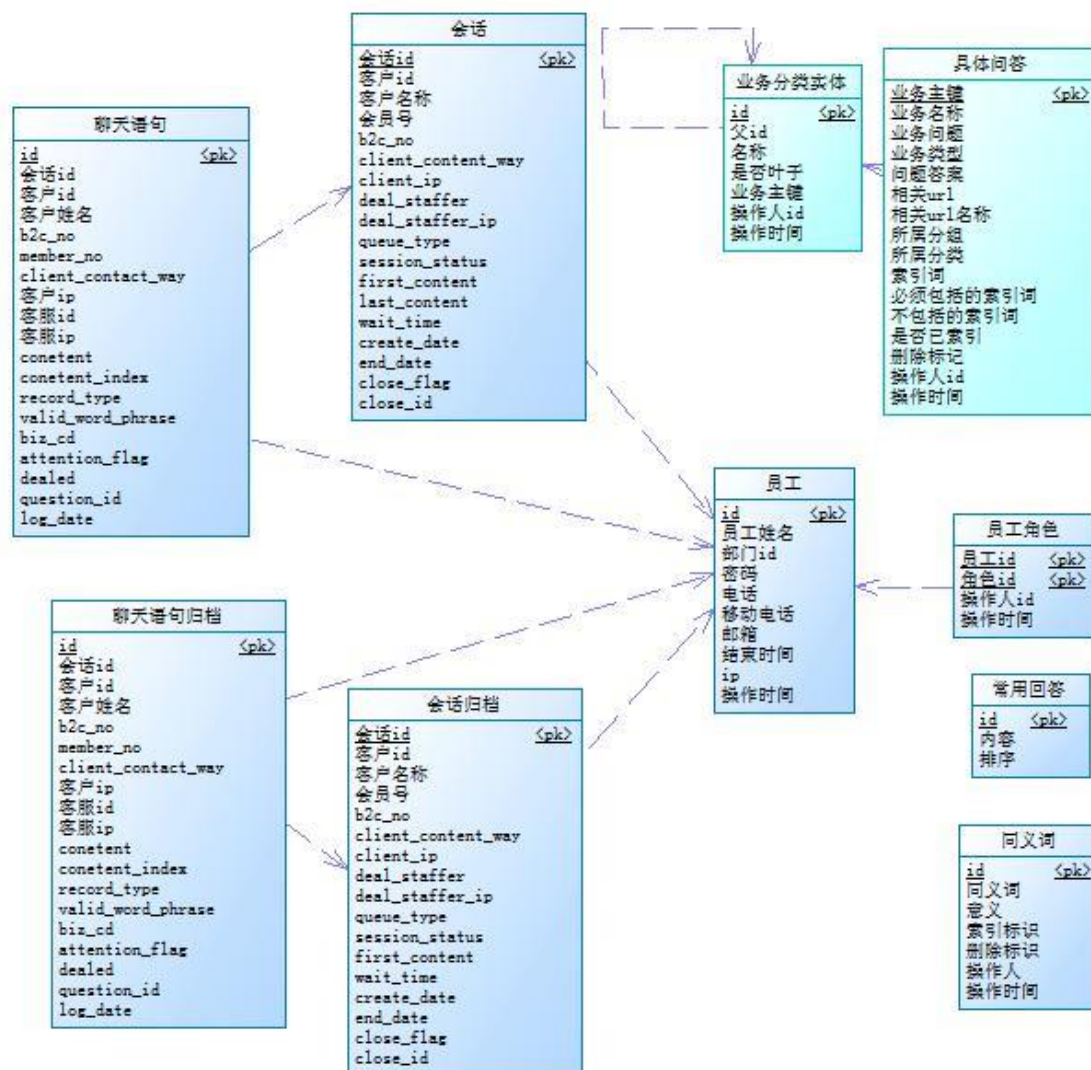 聊天语句
id <pk>
会话id
客户id
客户姓名
b2c_no
member_no
client_contact_way
客户ip
客服id
客服ip
conetent
conetent_index
record_type
valid_word_phrase
biz_cd
attention_flag
dealed
question_id
log_date
会话
会话id <pk>
客户id
客户名称
会员号
b2c_no
client_content_way
client_ip
deal_staffer
deal_staffer_ip
queue_type
session_status
first_content
last_content
wait_time
create_date
end_date
close_flag
close_id
业务分类实体
id <pk>
父id
名称
是否叶子
业务主键
操作人id
操作时间
具体问答
业务主键 <pk>
业务名称
业务问题
业务类型
问题答案
相关url
相关url名称
所属分组
所属分类
索引词
必须包括的索引词
不包括的索引词
是否已索引
删除标记
操作人id
操作时间
员工
id <pk>
员工姓名
部门id
密码
电话
移动电话
邮箱
结束时间
ip
操作时间
员工角色
员工id <pk>
角色id <pk>
操作人id
操作时间
聊天语句归档
id <pk>
会话id
客户id
客户姓名
b2c_no
member_no
client_contact_way
客户ip
客服id
客服ip
conetent
conetent_index
record_type
valid_word_phrase
biz_cd
attention_flag
dealed
question_id
log_date
会话归档
会话id <pk>
客户id
客户名称
会员号
b2c_no
client_content_way
client_ip
deal_staffer
deal_staffer_ip
queue_type
session_status
first_content
wait_time
create_date
end_date
close_flag
close_id
常用回答
id <pk>
内容
排序
同义词
id <pk>
同义词
意义
索引标识
删除标识
操作人
操作时间